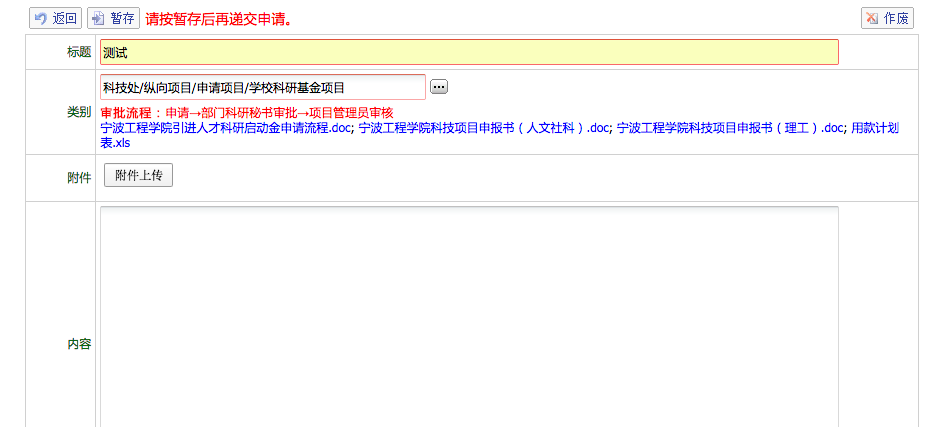 返回 暂存 请按暂存后再递交申请。 作废
标题 测试
类别 科技处/纵向项目/申请项目/学校科研基金项目
审批流程：申请→部门科研秘书审批→项目管理员审核
宁波工程学院引进人才科研启动金申请流程.doc; 宁波工程学院科技项目申报书（人文社科）.doc; 宁波工程学院科技项目申报书（理工）.doc; 用款计划
表.xls
附件 附件上传
内容